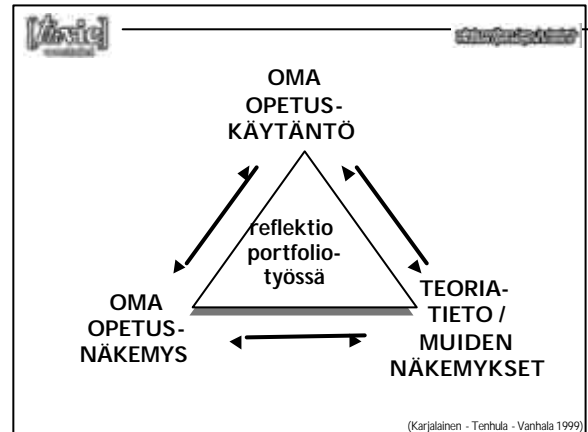 OMA
OPETUS-
KÄYTÄNTÖ
reflektio
portfolio-
työssä
OMA
OPETUS-
NÄKEMYS
TEORIA-
TIETO /
MUIDEN
NÄKEMYKSET
(Karjalainen - Tenhula - Vanhala 1999)